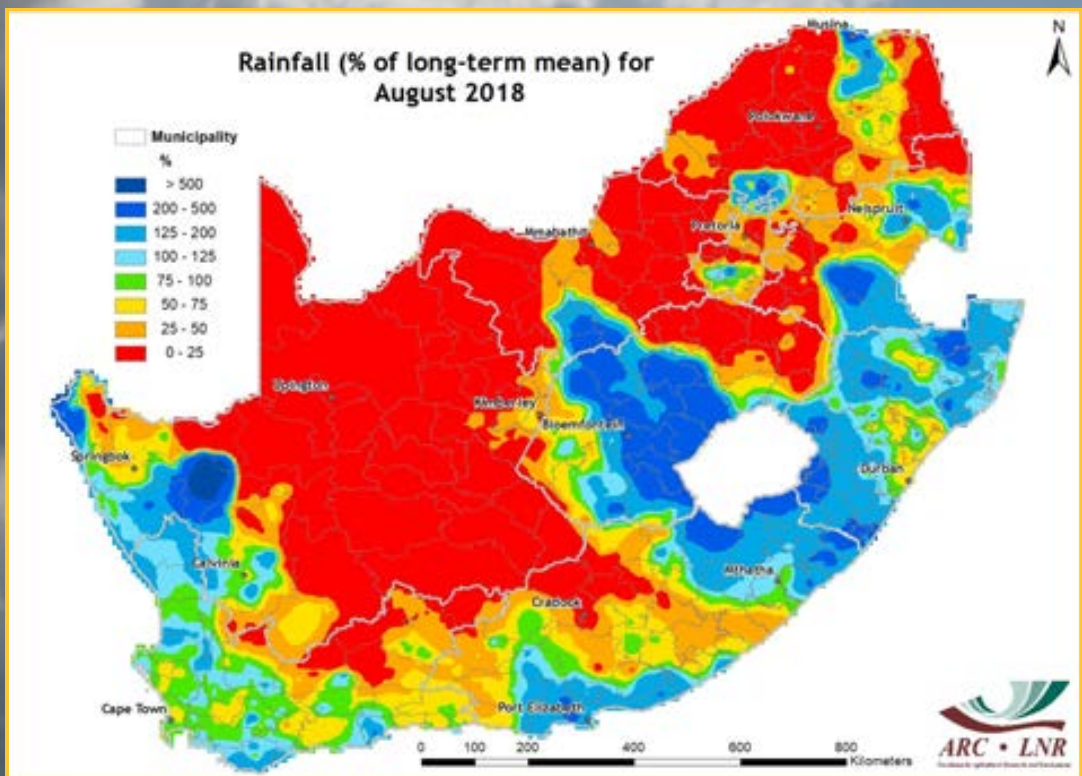 Rainfall (% of long-term mean) for
August 2018
N
Municipality
%
> 500
200 - 500
125 - 200
100 - 125
75 - 100
50 - 75
25 - 50
0 - 25
Musina
Polokwane
Nelspruit
Pretoria
Mmabatho
Upington
Kimberley
Bloemfontein
Springbok
Durban
Calvinia
Mthatha
Cradock
Cape Town
Port Elizabeth
0 100 200 400 600 800
Kilometers
ARC • LNR